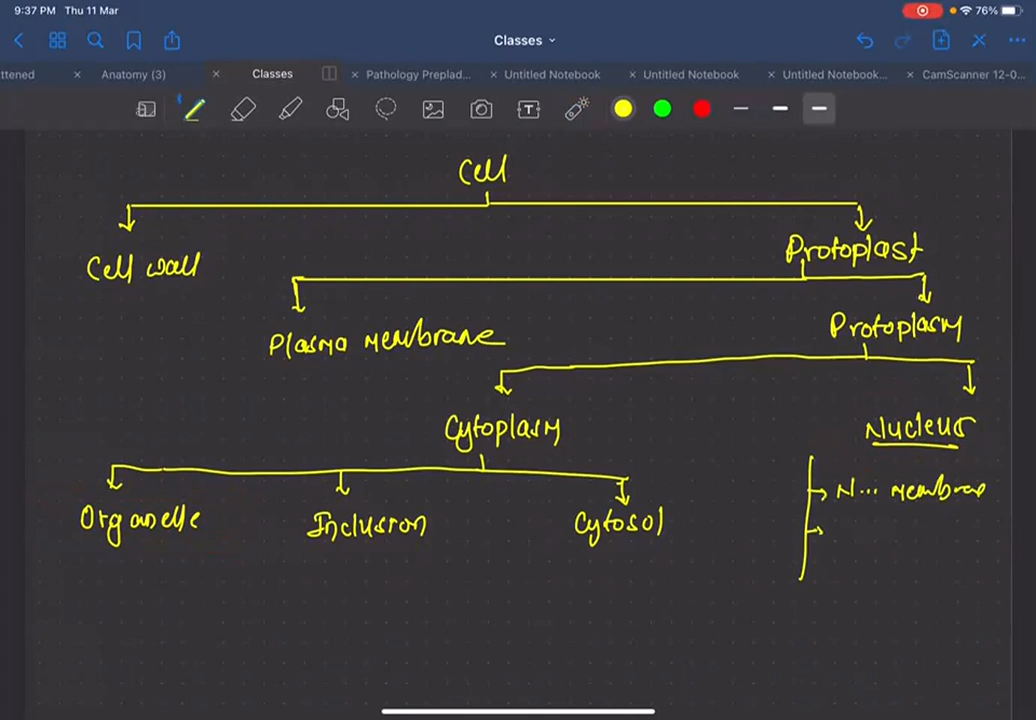 9:37 PM Thu 11 Mar
76%
Classes
ttened
Anatomy (3)
Classes
Pathology Preplad...
Untitled Notebook
Untitled Notebook
Untitled Notebook...
CamScanner 12-0...
T
Cell
Cell wall
Protoplast
Plasma membrane
Protoplasm
Cytoplasm
Nucleus
Organelle
Inclusion
Cytosol
N... membrane